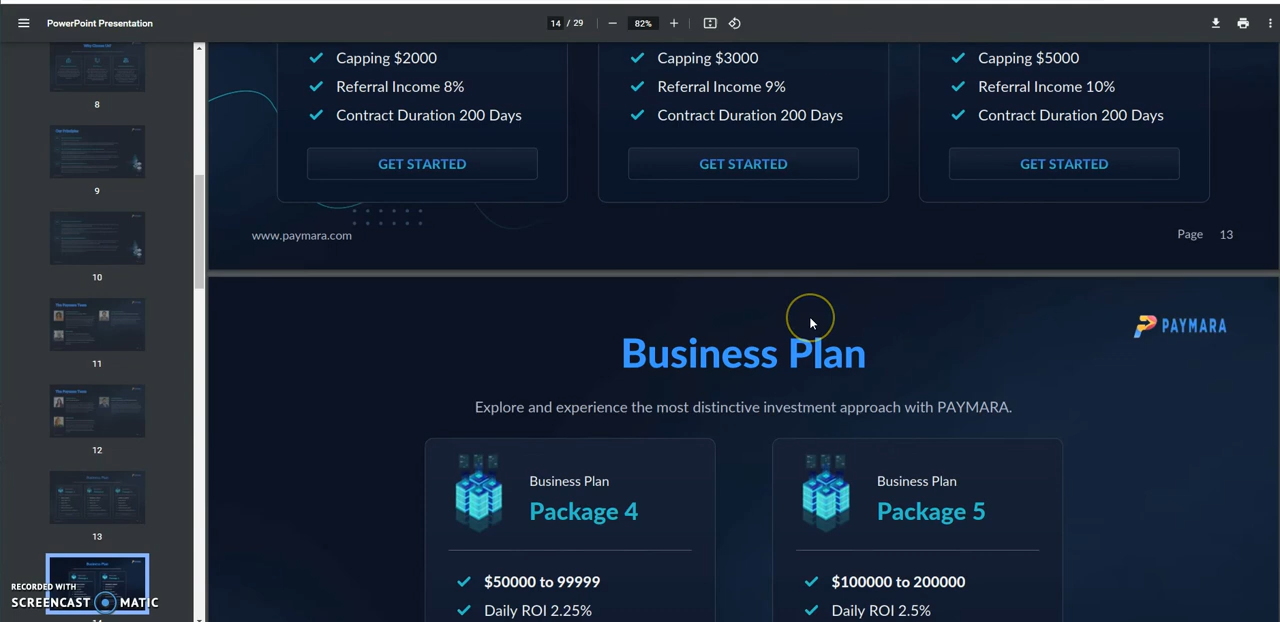 PowerPoint Presentation
14 / 29
82%
8
Our Principles
9
10
11
12
13
RECORDED WITH
SCREENCAST MATIC
Capping $2000
Referral Income 8%
Contract Duration 200 Days
GET STARTED
Capping $3000
Referral Income 9%
Contract Duration 200 Days
GET STARTED
Capping $5000
Referral Income 10%
Contract Duration 200 Days
GET STARTED
www.paymara.com
Page 13
PAYMARA
Business Plan
Explore and experience the most distinctive investment approach with PAYMARA.
Business Plan
Package 4
$50000 to 99999
Daily ROI 2.25%
Business Plan
Package 5
$100000 to 200000
Daily ROI 2.5%